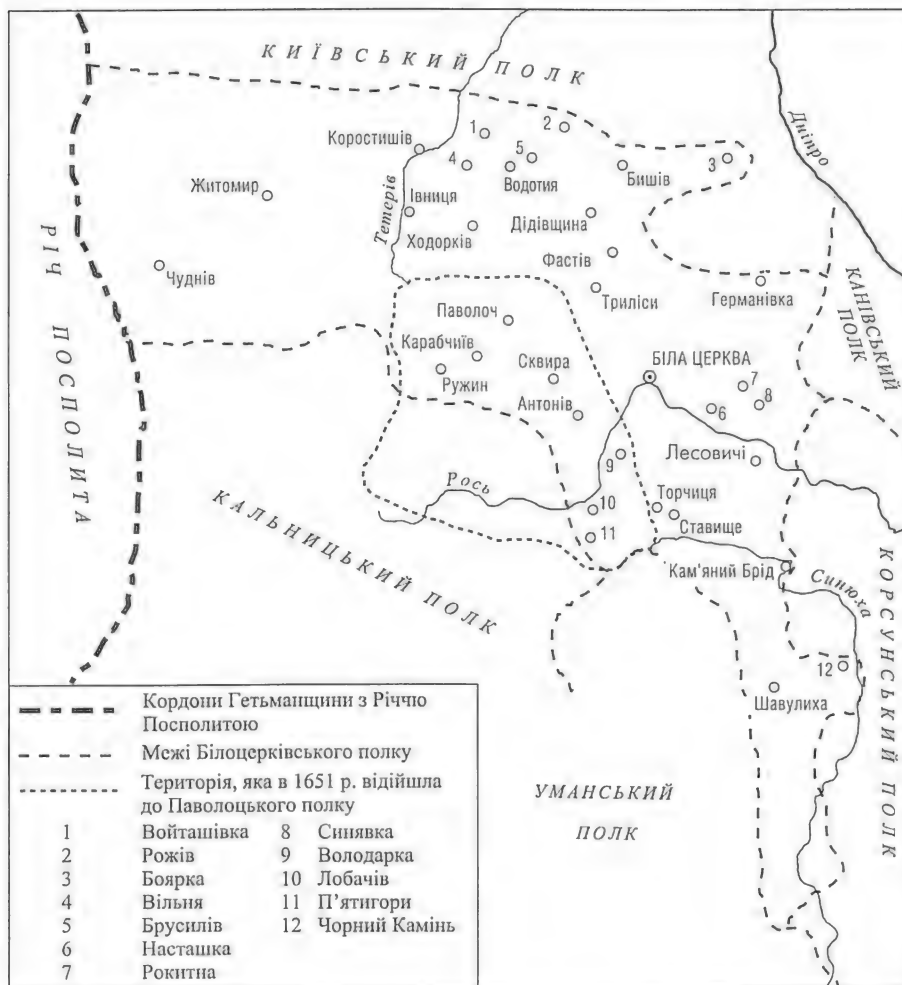 КИЇВСЬКИЙ ПОЛК
Дніпро
1
2
Коростишів
4
5
3
Водотия
Бишів
Житомир
Тетерів
Івниця
Ходорків
Дідівщина
Фастів
Чуднів
РІЧ ПОСПОЛИТА
Триліси
Германівка
КАНІВСЬКИЙ
ПОЛК
Паволоч
Карабчиїв
Ружин
Сквира
Антонів
БІЛА ЦЕРКВА
7
8
6
Лесовичі
9
Рось
10
11
Торчиця
Ставище
КАЛЬНИЦЬКИЙ ПОЛК
Кам'яний Брід
Синюха
КОРСУНСЬКИЙ ПОЛК
12
Шавулиха
УМАНСЬКИЙ
ПОЛК
Кордони Гетьманщини з Річчю
Посполитою
Межі Білоцерківського полку
Територія, яка в 1651 р. відійшла
до Паволоцького полку
1 Войташівка 8 Синявка
2 Рожів 9 Володарка
3 Боярка 10 Лобачів
4 Вільня 11 П'ятигори
5 Брусилів 12 Чорний Камінь
6 Насташка
7 Рокитна